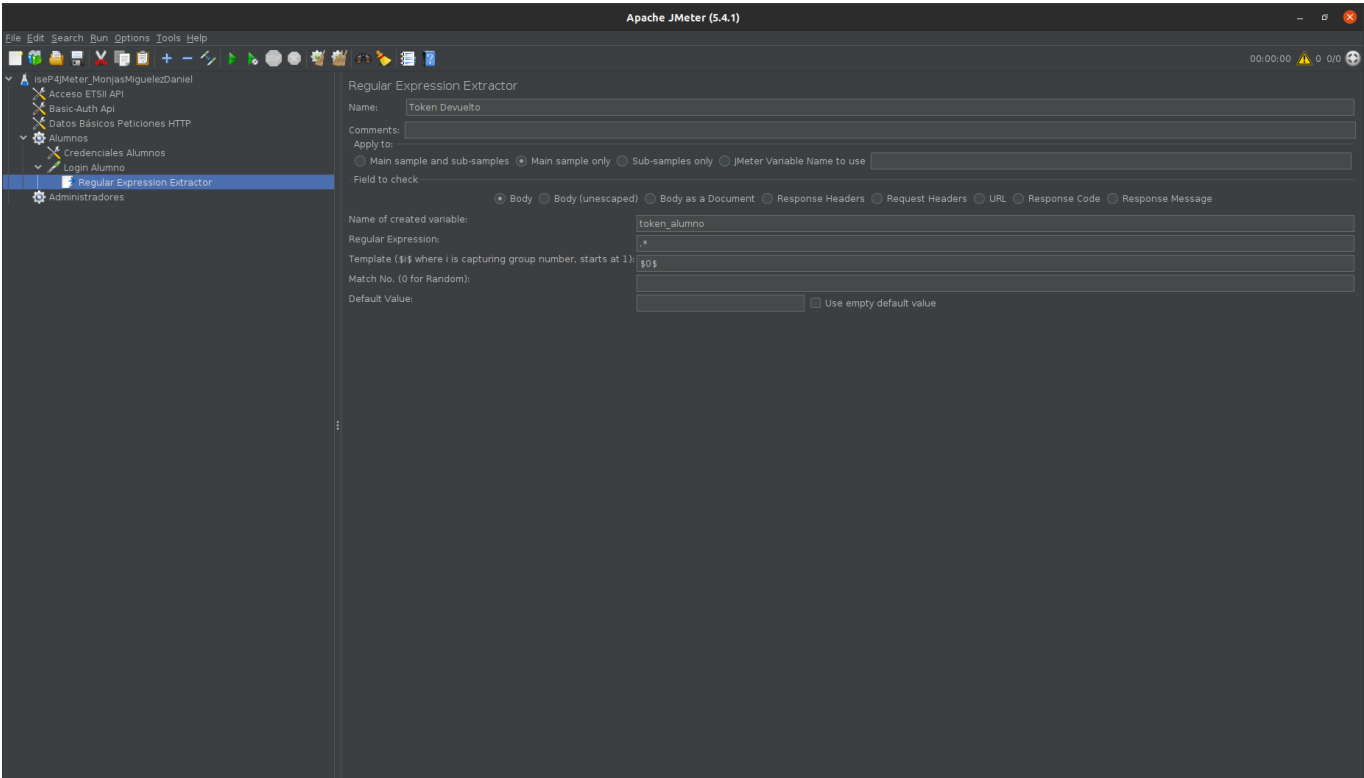 Apache JMeter (5.4.1)
File Edit Search Run Options Tools Help
00:00:00 0 0/0
iseP4JMeter_MonjasMiguelezDaniel
Acceso ETSII API
Basic-Auth Api
Datos Básicos Peticiones HTTP
Alumnos
Credenciales Alumnos
Login Alumno
Regular Expression Extractor
Administradores
Regular Expression Extractor
Name: Token Devuelto
Comments:
Apply to:
Main sample and sub-samples Main sample only Sub-samples only JMeter Variable Name to use
Field to check
Body Body (unescaped) Body as a Document Response Headers Request Headers URL Response Code Response Message
Name of created variable: token_alumno
Regular Expression: .*
Template ($i$ where i is capturing group number, starts at 1): $0$
Match No. (0 for Random):
Default Value: Use empty default value